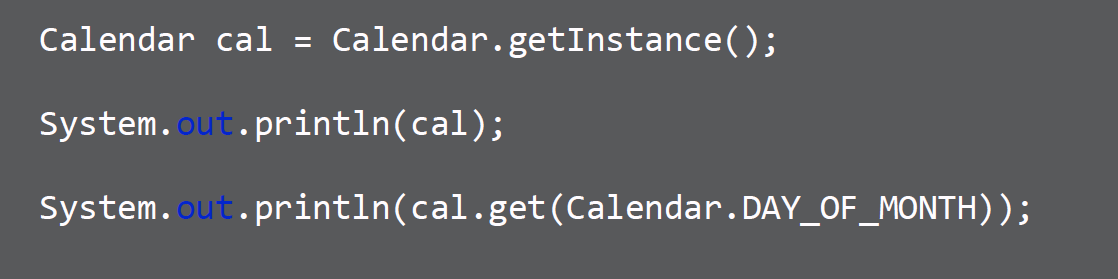 Calendar cal = Calendar.getInstance();
System.out.println(cal);
System.out.println(cal.get(Calendar.DAY_OF_MONTH));